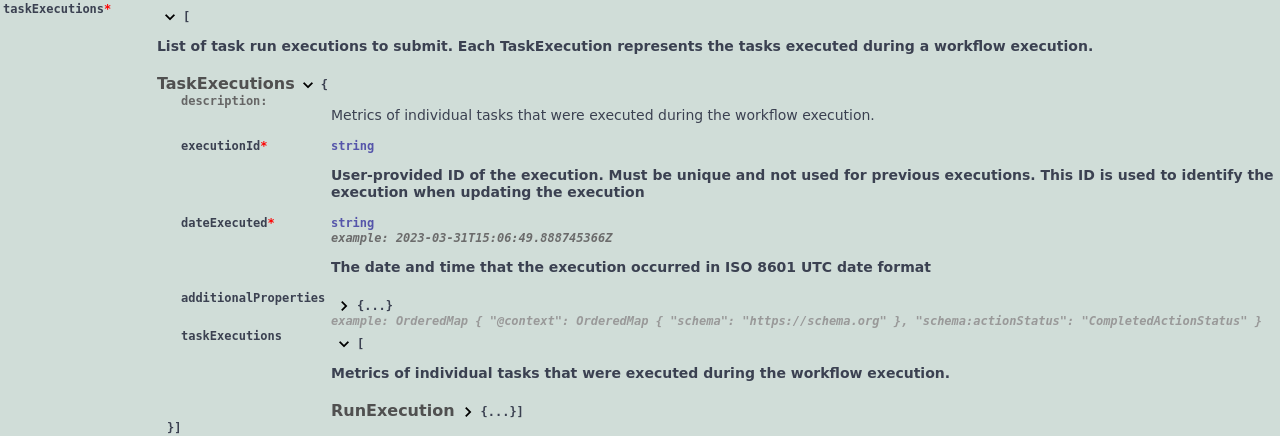 taskExecutions*
[
List of task run executions to submit. Each TaskExecution represents the tasks executed during a workflow execution.
TaskExecutions {
description:
Metrics of individual tasks that were executed during the workflow execution.
executionId* string
User-provided ID of the execution. Must be unique and not used for previous executions. This ID is used to identify the
execution when updating the execution
dateExecuted* string
example: 2023-03-31T15:06:49.888745366Z
The date and time that the execution occurred in ISO 8601 UTC date format
additionalProperties
{...}
example: OrderedMap { "@context": OrderedMap { "schema": "https://schema.org" }, "schema:actionStatus": "CompletedActionStatus" }
taskExecutions
[
Metrics of individual tasks that were executed during the workflow execution.
RunExecution {...}]
}]